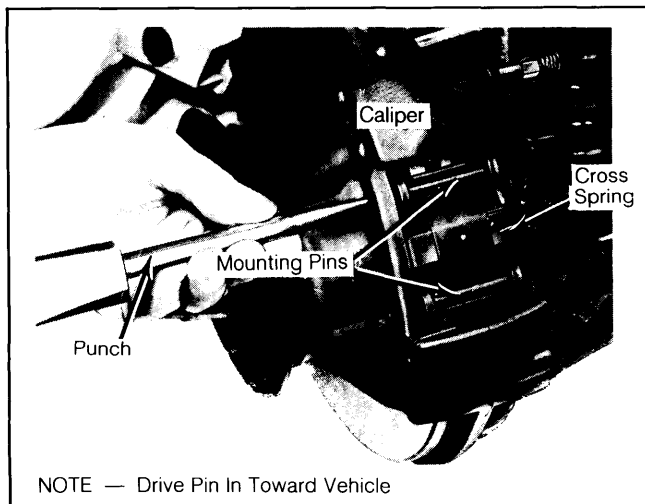 Caliper
Cross
Spring
Mounting Pins
Punch
NOTE — Drive Pin In Toward Vehicle